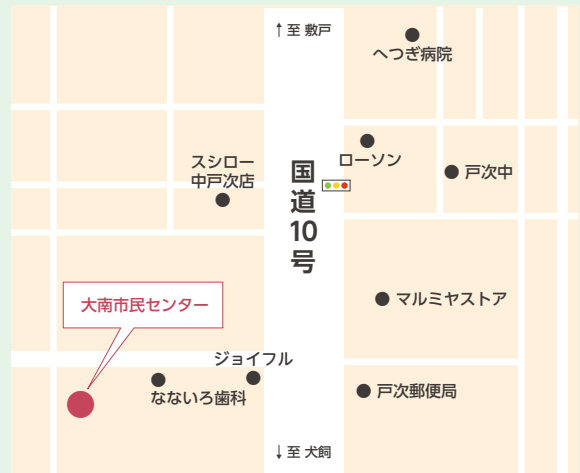 ↑至 敷戸
へつぎ病院
ローソン
スシロー
中戸次店
戸次中
国道10号
マルミヤストア
大南市民センター
ジョイフル
なないろ歯科
戸次郵便局
↓至 犬飼